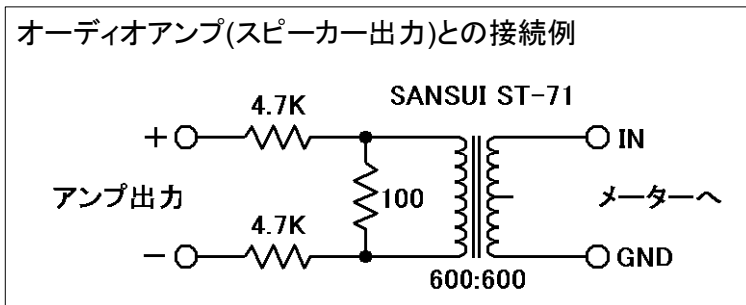 オーディオアンプ(スピーカー出力)との接続例
SANSUI ST-71
4.7K
+
IN
アンプ出力
100
メーターへ
4.7K
−
GND
600:600